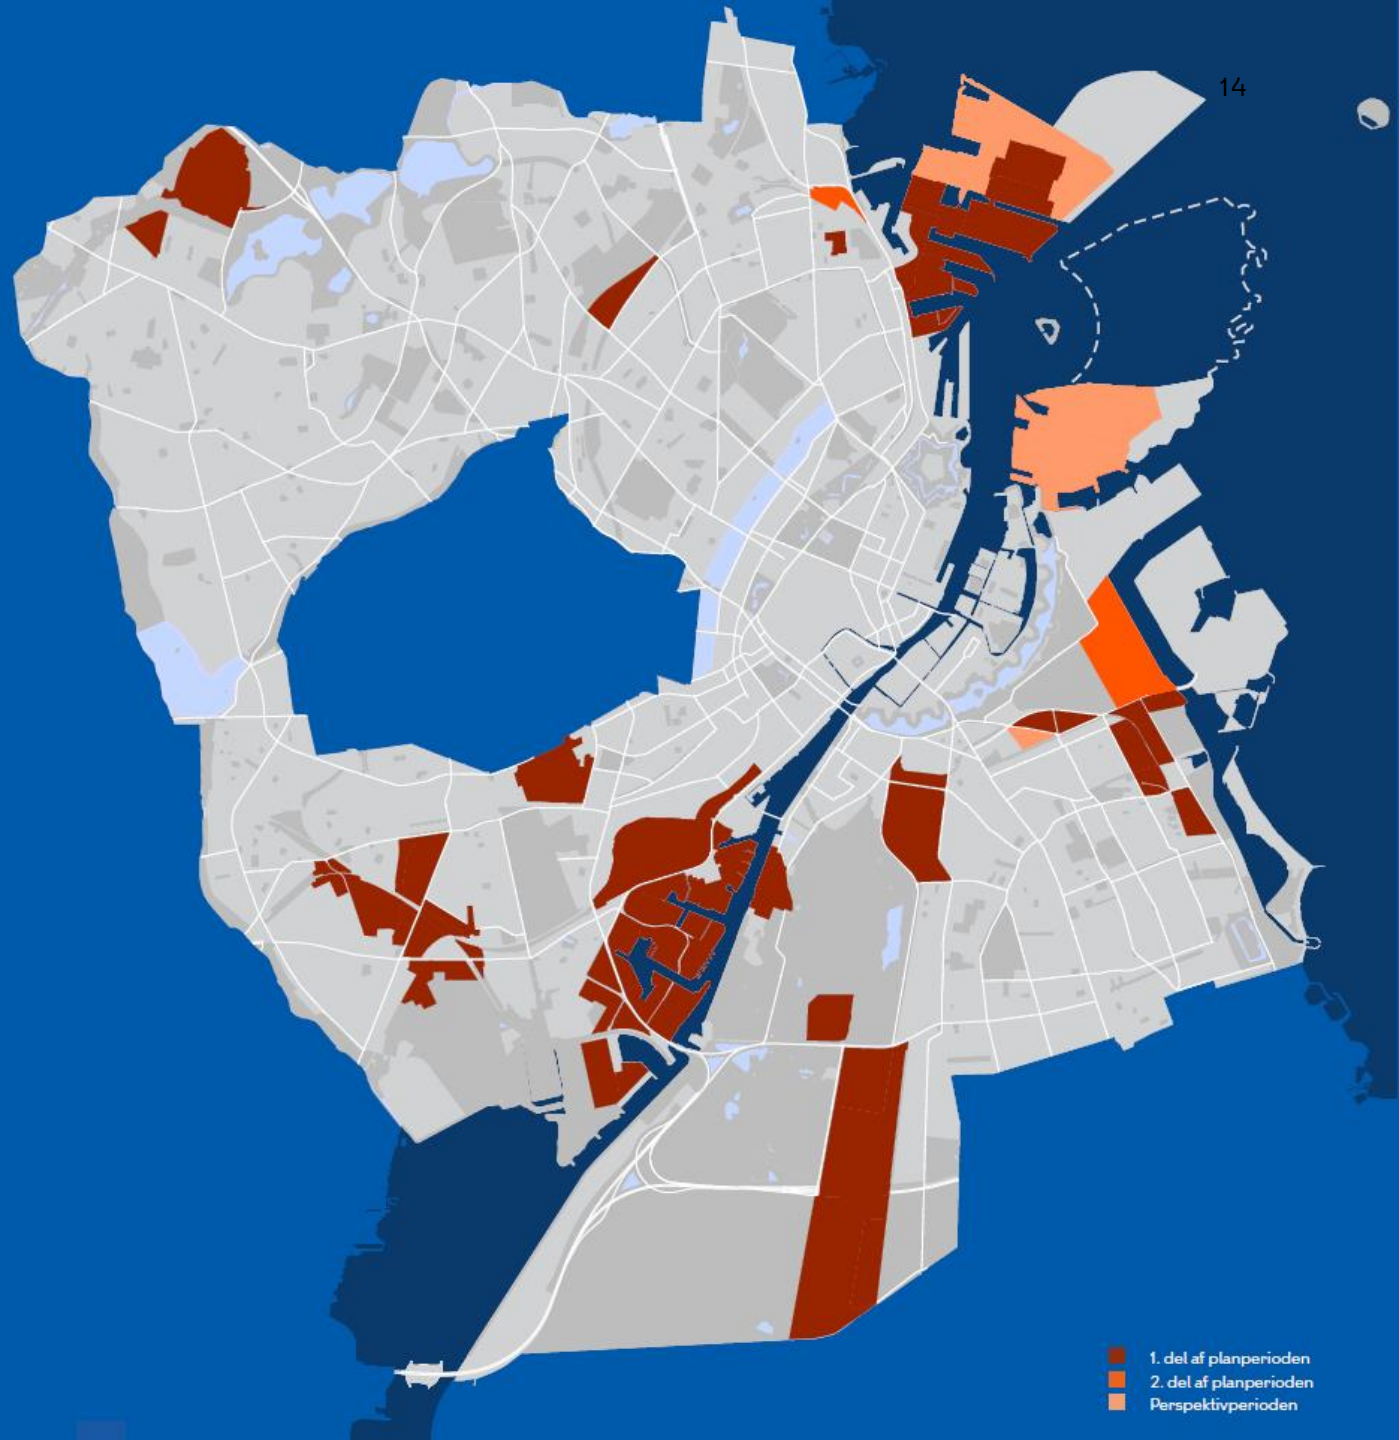 14
1. del af planperioden
2. del af planperioden
Perspektivperioden